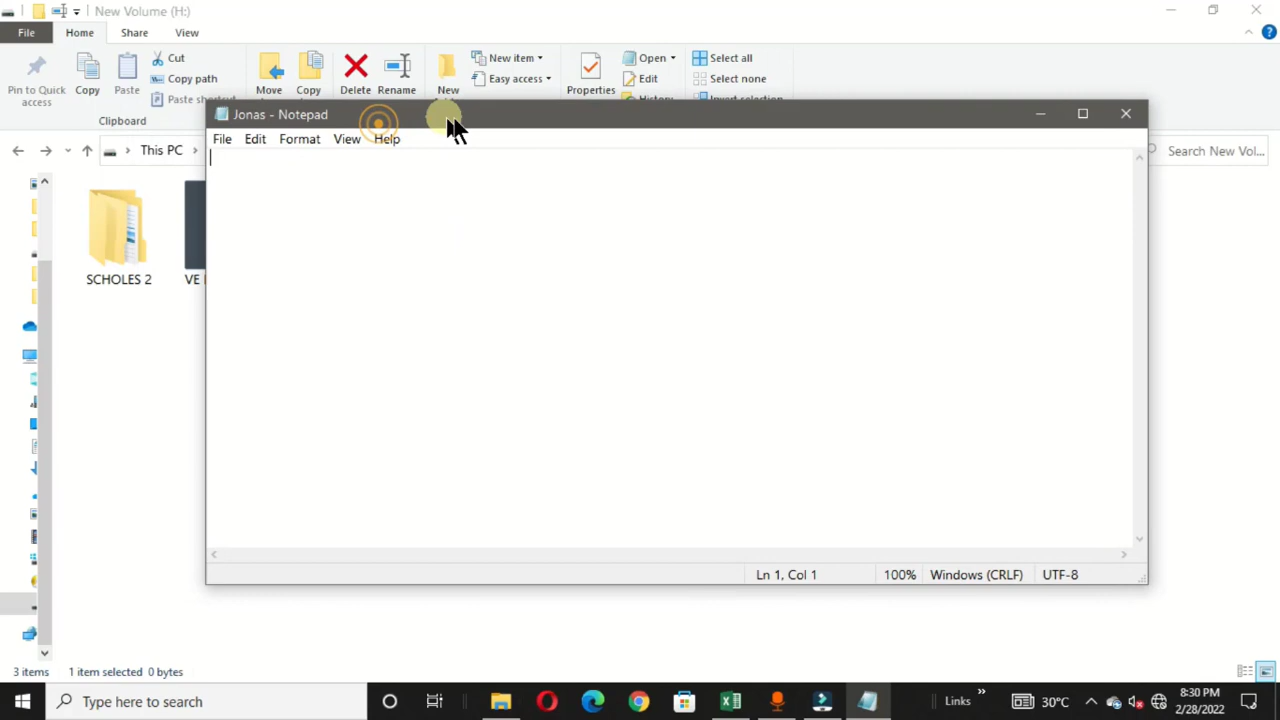 New Volume (H:)
File Home Share View
Pin to Quick access
Copy
Paste
Cut
Copy path
Paste shortcut
Clipboard
Move
Copy
Delete
Rename
New
New item
Easy access
Properties
Open
Edit
History
Select all
Select none
Invert selection
This PC
Search New Vol...
Jonas - Notepad
File Edit Format View Help
SCHOLES 2
VE
Ln 1, Col 1 100% Windows (CRLF) UTF-8
3 items 1 item selected 0 bytes
Type here to search
Links
30°C
8:30 PM
2/28/2022